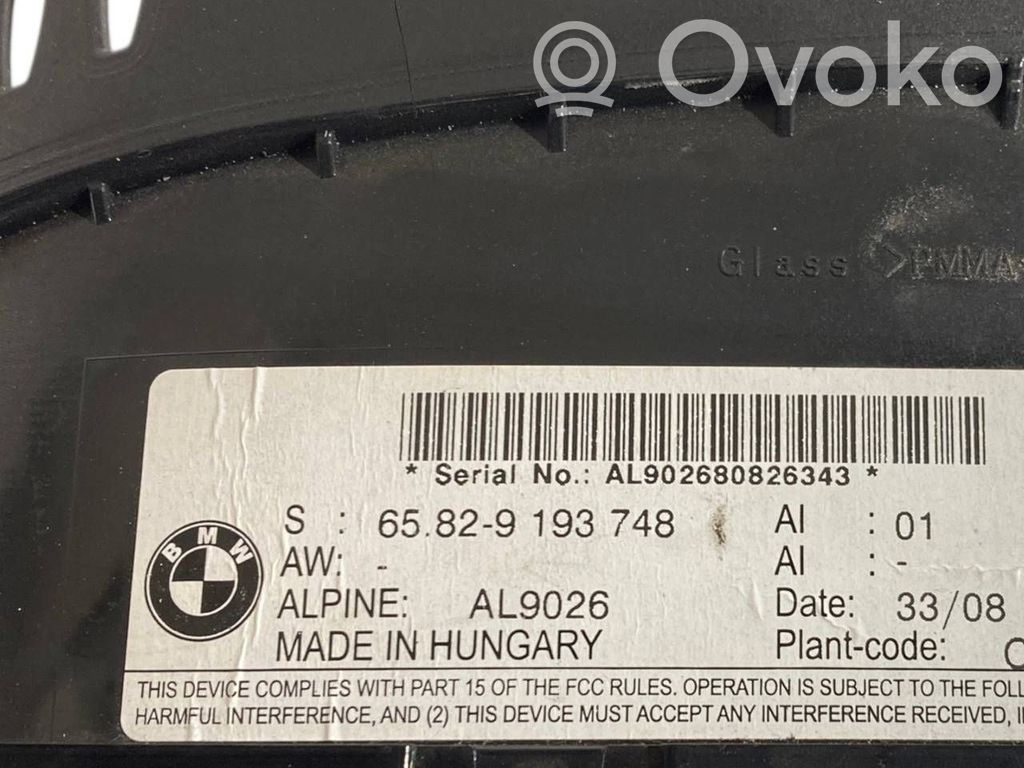 Ovoko
Glass >PMMA
* Serial No.: AL902680826343 *
S : 65.82-9 193 748 AI : 01
AW: - AI : -
ALPINE: AL9026 Date: 33/08
MADE IN HUNGARY Plant-code:
BMW
THIS DEVICE COMPLIES WITH PART 15 OF THE FCC RULES. OPERATION IS SUBJECT TO THE
HARMFUL INTERFERENCE, AND (2) THIS DEVICE MUST ACCEPT ANY INTERFERENCE RECEIVED,